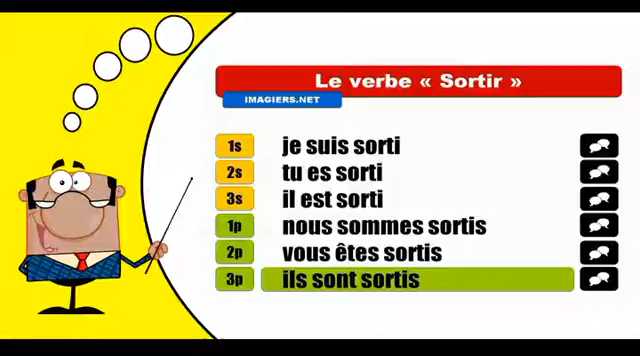 Le verbe « Sortir »
IMAGIERS.NET
1s je suis sorti
2s tu es sorti
3s il est sorti
1p nous sommes sortis
2p vous êtes sortis
3p ils sont sortis